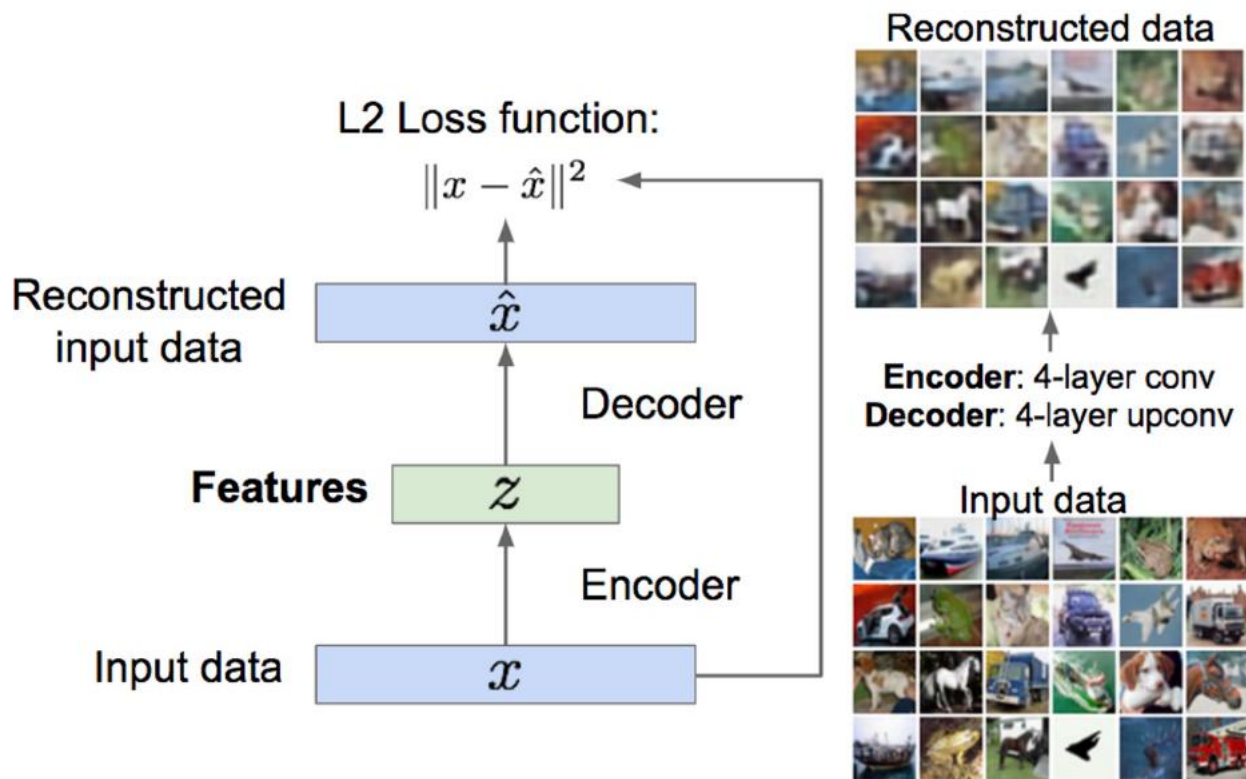 L2 Loss function:
‖x − x̂‖²
Reconstructed
input data
x̂
Decoder
Features
z
Encoder
Input data
x
Reconstructed data
Encoder: 4-layer conv
Decoder: 4-layer upconv
Input data